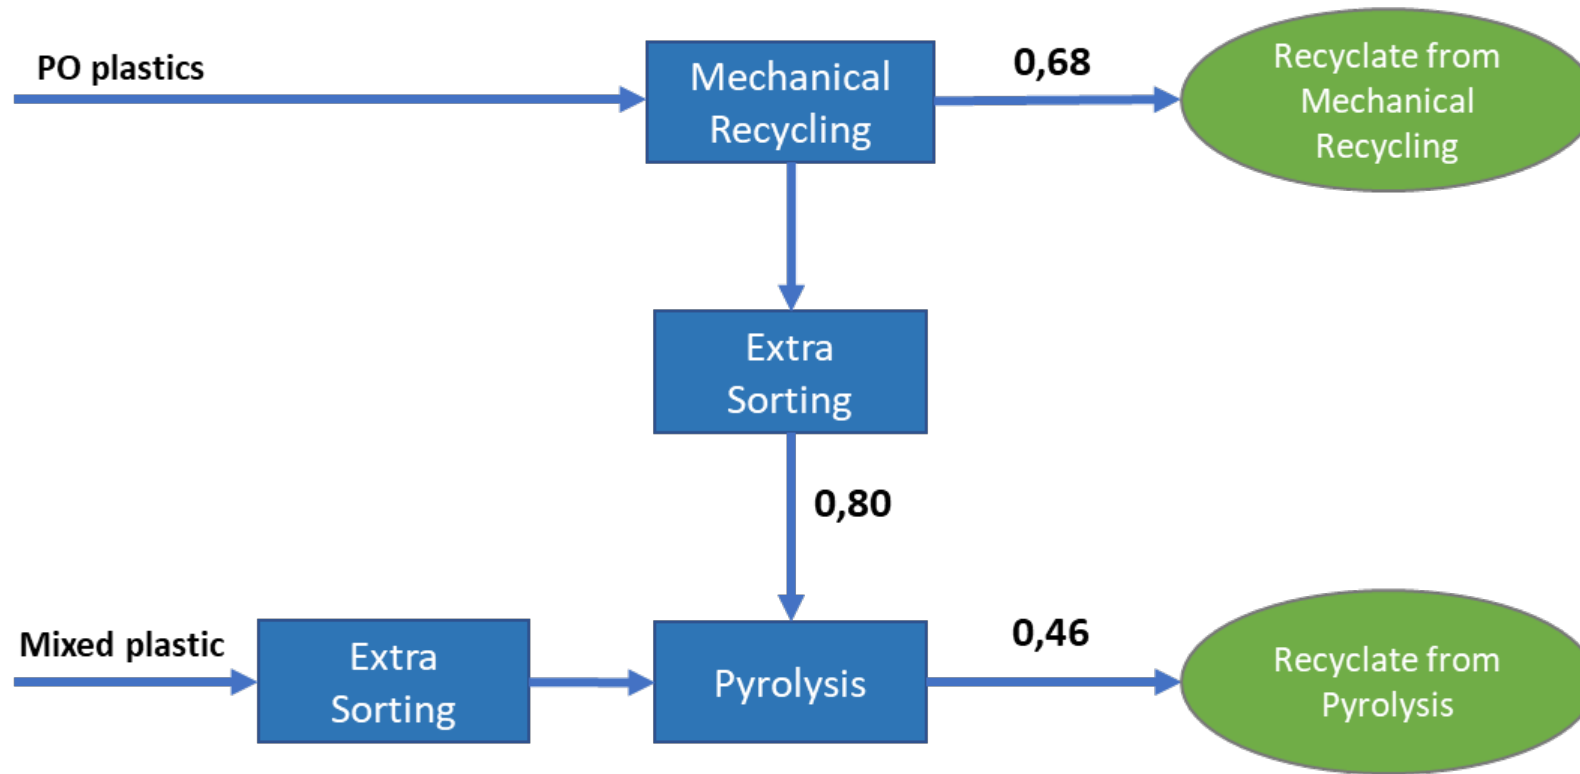 PO plastics
Mechanical
Recycling
0,68
Recyclate from
Mechanical
Recycling
Extra
Sorting
0,80
Mixed plastic
Extra
Sorting
Pyrolysis
0,46
Recyclate from
Pyrolysis